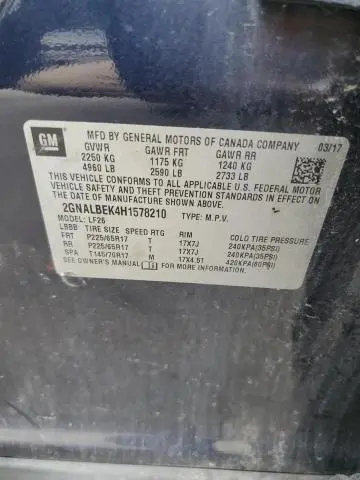 GM
MFD BY GENERAL MOTORS OF CANADA COMPANY 03/17
GVWR GAWR FRT GAWR RR
2250 KG 1175 KG 1240 KG
4960 LB 2590 LB 2733 LB
THIS VEHICLE CONFORMS TO ALL APPLICABLE U.S. FEDERAL MOTOR
VEHICLE SAFETY AND THEFT PREVENTION STANDARDS IN EFFECT
ON THE DATE OF MANUFACTURE SHOWN ABOVE.
2GNALBEK4H1578210 TYPE: M.P.V.
MODEL: LF26
LBBB TIRE SIZE SPEED RTG RIM COLD TIRE PRESSURE
FRT P225/65R17 T 17X7J 240KPA(35PSI)
RR P225/65R17 T 17X7J 240KPA(35PSI)
SPA T145/70R17 M 17X4.5T 420KPA(60PSI)
SEE OWNER'S MANUAL